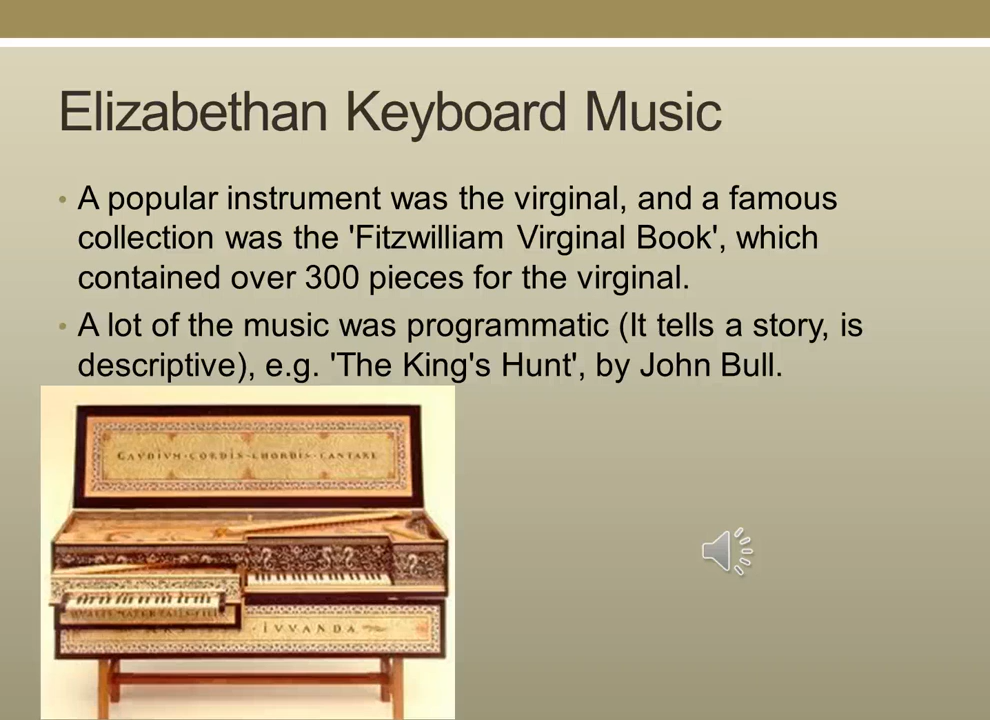 Elizabethan Keyboard Music
• A popular instrument was the virginal, and a famous
collection was the 'Fitzwilliam Virginal Book', which
contained over 300 pieces for the virginal.
• A lot of the music was programmatic (It tells a story, is
descriptive), e.g. 'The King's Hunt', by John Bull.
GAVDIVM·CORDIS·CHORDIS·CANTARE
IVVANDA